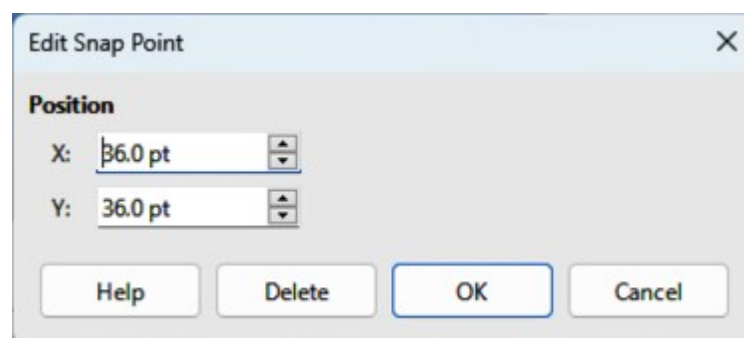 Edit Snap Point
Position
X: 36.0 pt
Y: 36.0 pt
Help Delete OK Cancel